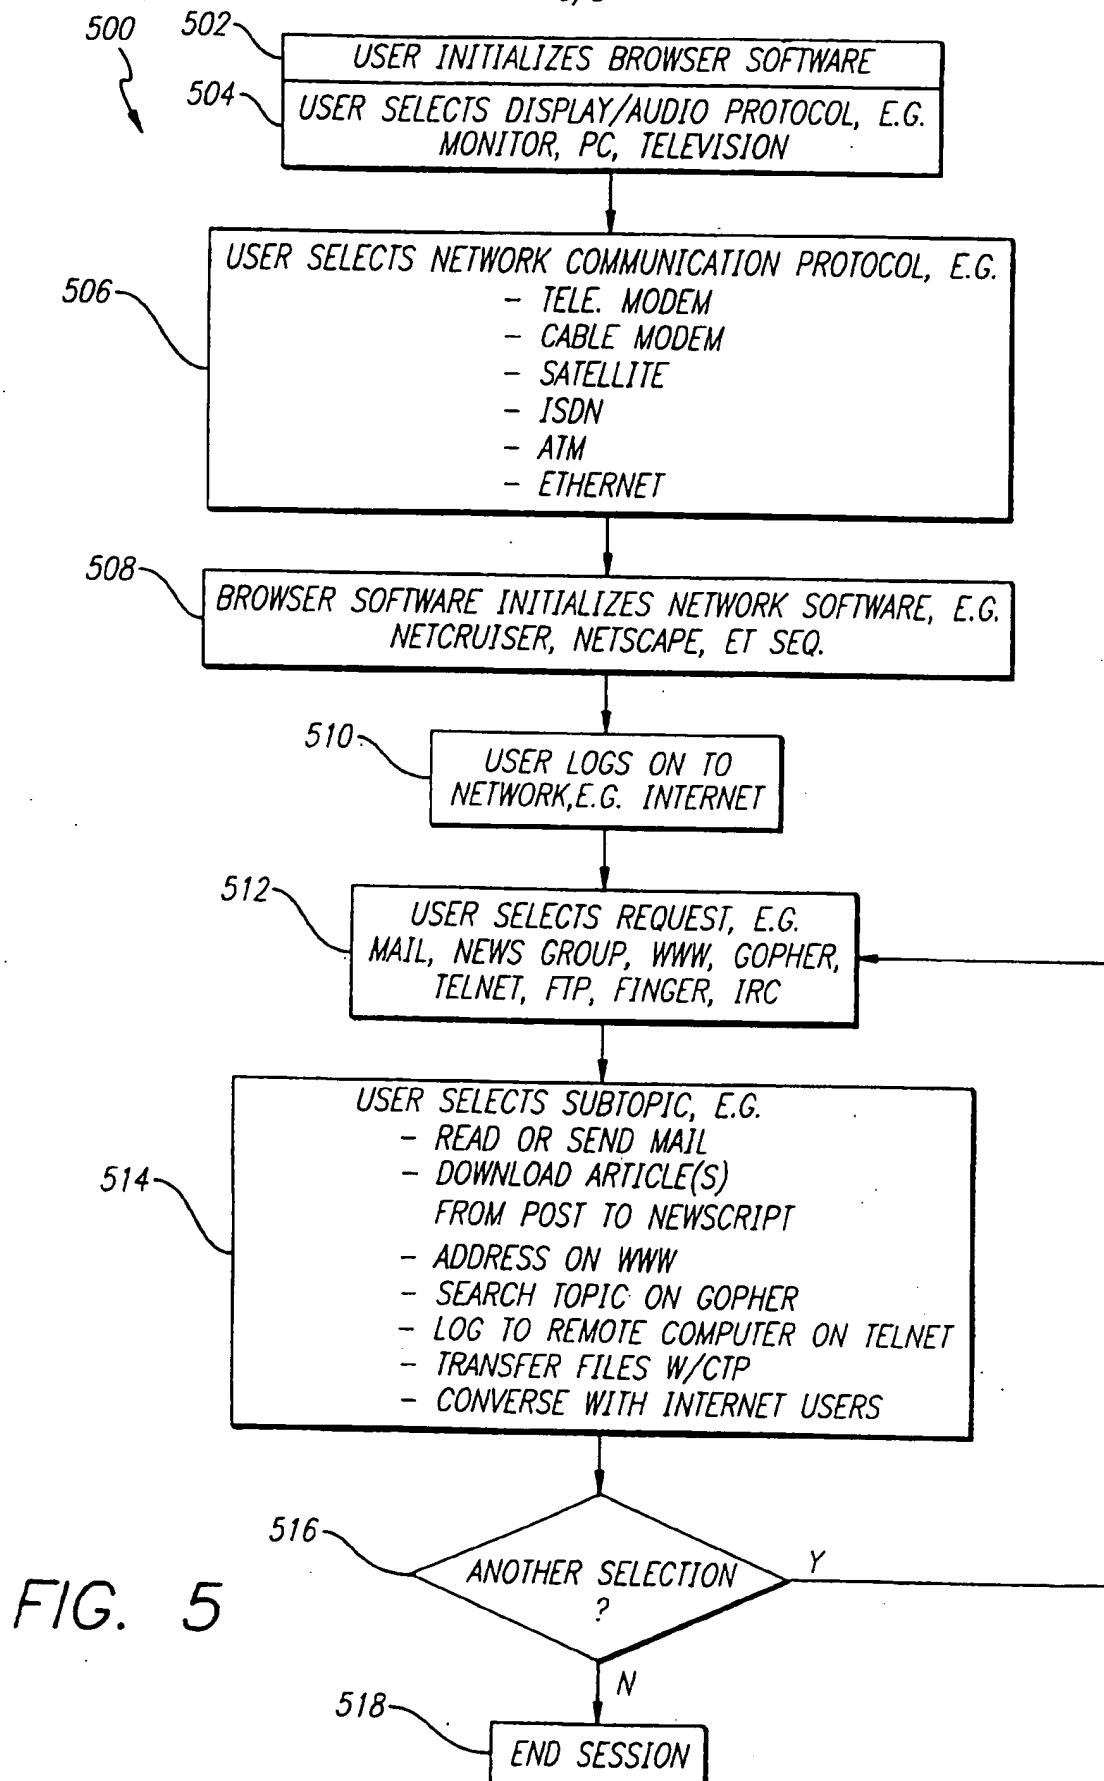 500
502
USER INITIALIZES BROWSER SOFTWARE
504
USER SELECTS DISPLAY/AUDIO PROTOCOL, E.G.
MONITOR, PC, TELEVISION
506
USER SELECTS NETWORK COMMUNICATION PROTOCOL, E.G.
- TELE. MODEM
- CABLE MODEM
- SATELLITE
- ISDN
- ATM
- ETHERNET
508
BROWSER SOFTWARE INITIALIZES NETWORK SOFTWARE, E.G.
NETCRUISER, NETSCAPE, ET SEQ.
510
USER LOGS ON TO
NETWORK,E.G. INTERNET
512
USER SELECTS REQUEST, E.G.
MAIL, NEWS GROUP, WWW, GOPHER,
TELNET, FTP, FINGER, IRC
514
USER SELECTS SUBTOPIC, E.G.
- READ OR SEND MAIL
- DOWNLOAD ARTICLE(S)
FROM POST TO NEWSCRIPT
- ADDRESS ON WWW
- SEARCH TOPIC ON GOPHER
- LOG TO REMOTE COMPUTER ON TELNET
- TRANSFER FILES W/CTP
- CONVERSE WITH INTERNET USERS
516
ANOTHER SELECTION
?
Y
N
518
END SESSION
FIG. 5